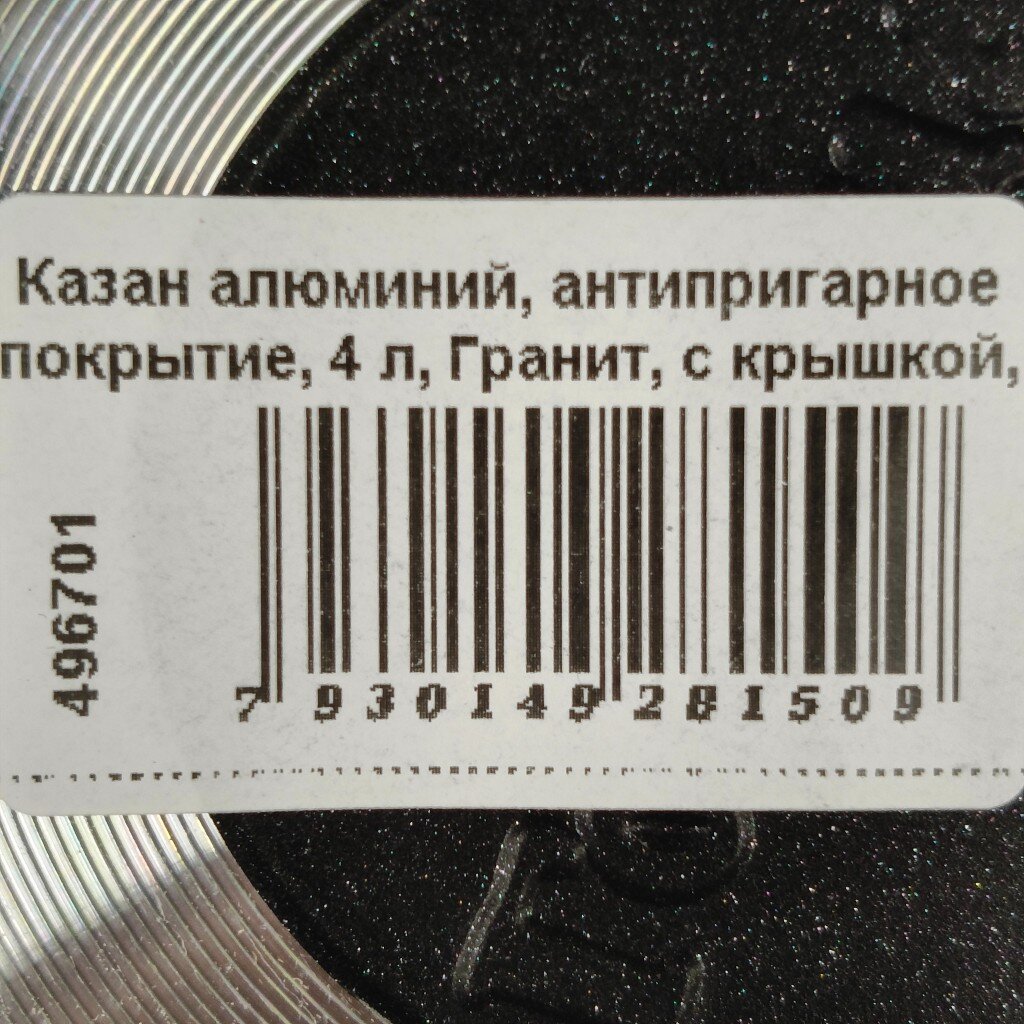 Казан алюминий, антипригарное
покрытие, 4 л, Гранит, с крышкой,
496701
7 930149 281509